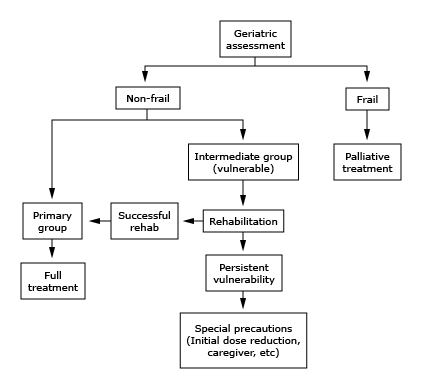 Geriatric
assessment
Non-frail
Frail
Intermediate group
(vulnerable)
Palliative
treatment
Primary
group
Successful
rehab
Rehabilitation
Full
treatment
Persistent
vulnerability
Special precautions
(Initial dose reduction,
caregiver, etc)